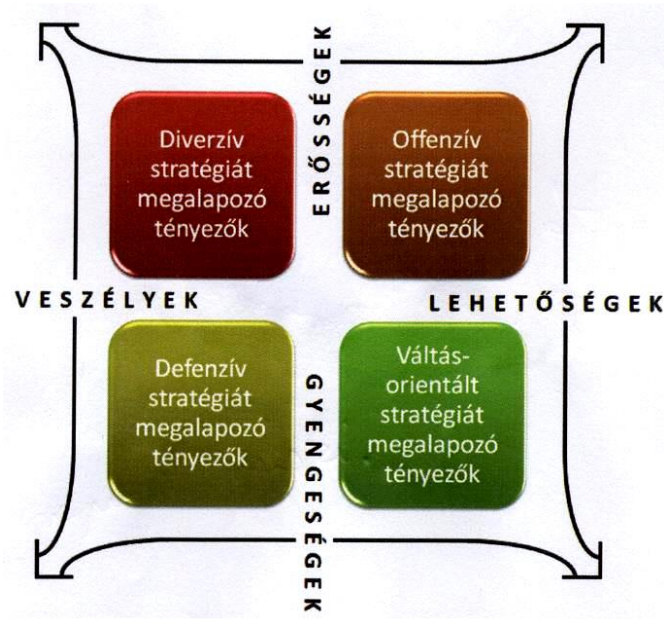 ERŐSSÉGEK
Diverzív
stratégiát
megalapozó
tényezők
Offenzív
stratégiát
megalapozó
tényezők
VESZÉLYEK
LEHETŐSÉGEK
Defenzív
stratégiát
megalapozó
tényezők
GYENGESÉGEK
Váltás-
orientált
stratégiát
megalapozó
tényezők